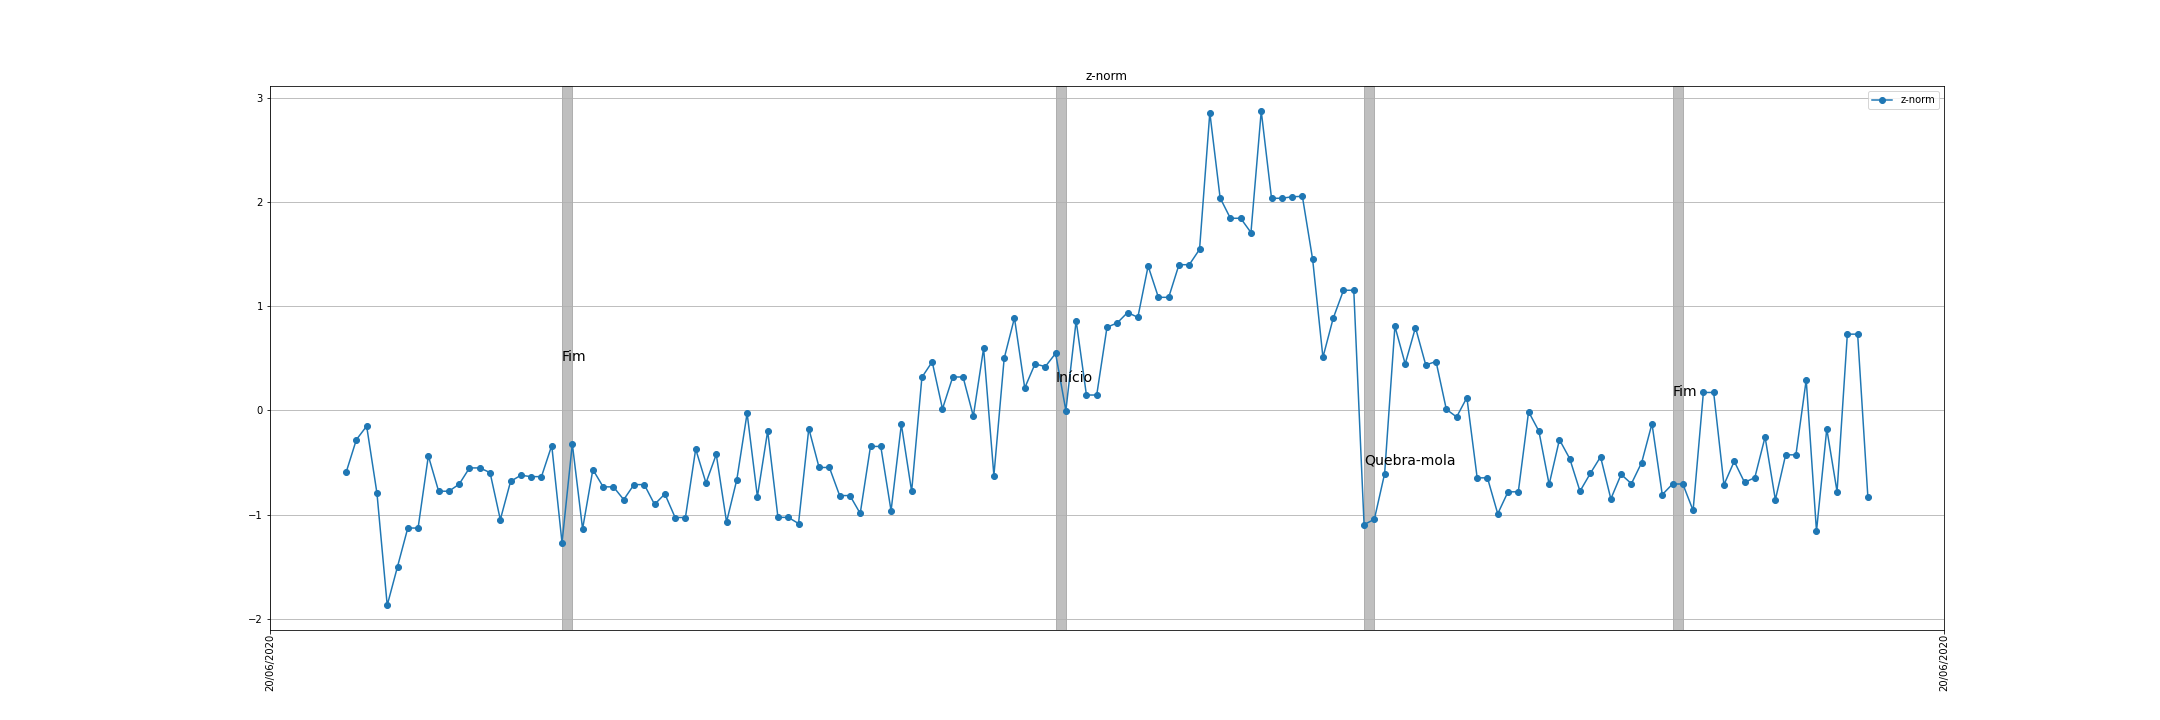 z-norm
z-norm
3
2
1
0
−1
−2
Fim
Início
Quebra-mola
Fim
20/06/2020
20/06/2020